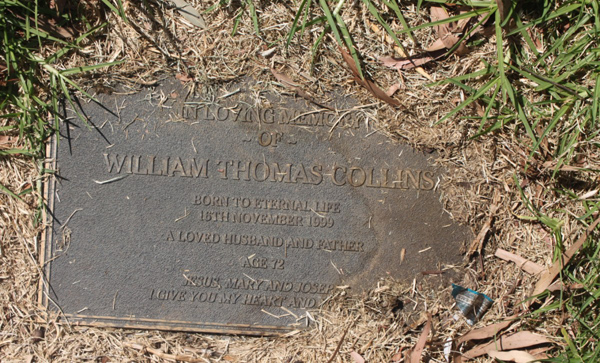 IN LOVING MEMORY
~ OF ~
WILLIAM THOMAS COLLINS
BORN TO ETERNAL LIFE
18TH NOVEMBER 1999
A LOVED HUSBAND AND FATHER
AGE 72
JESUS, MARY AND JOSEP
I GIVE YOU MY HEART AND